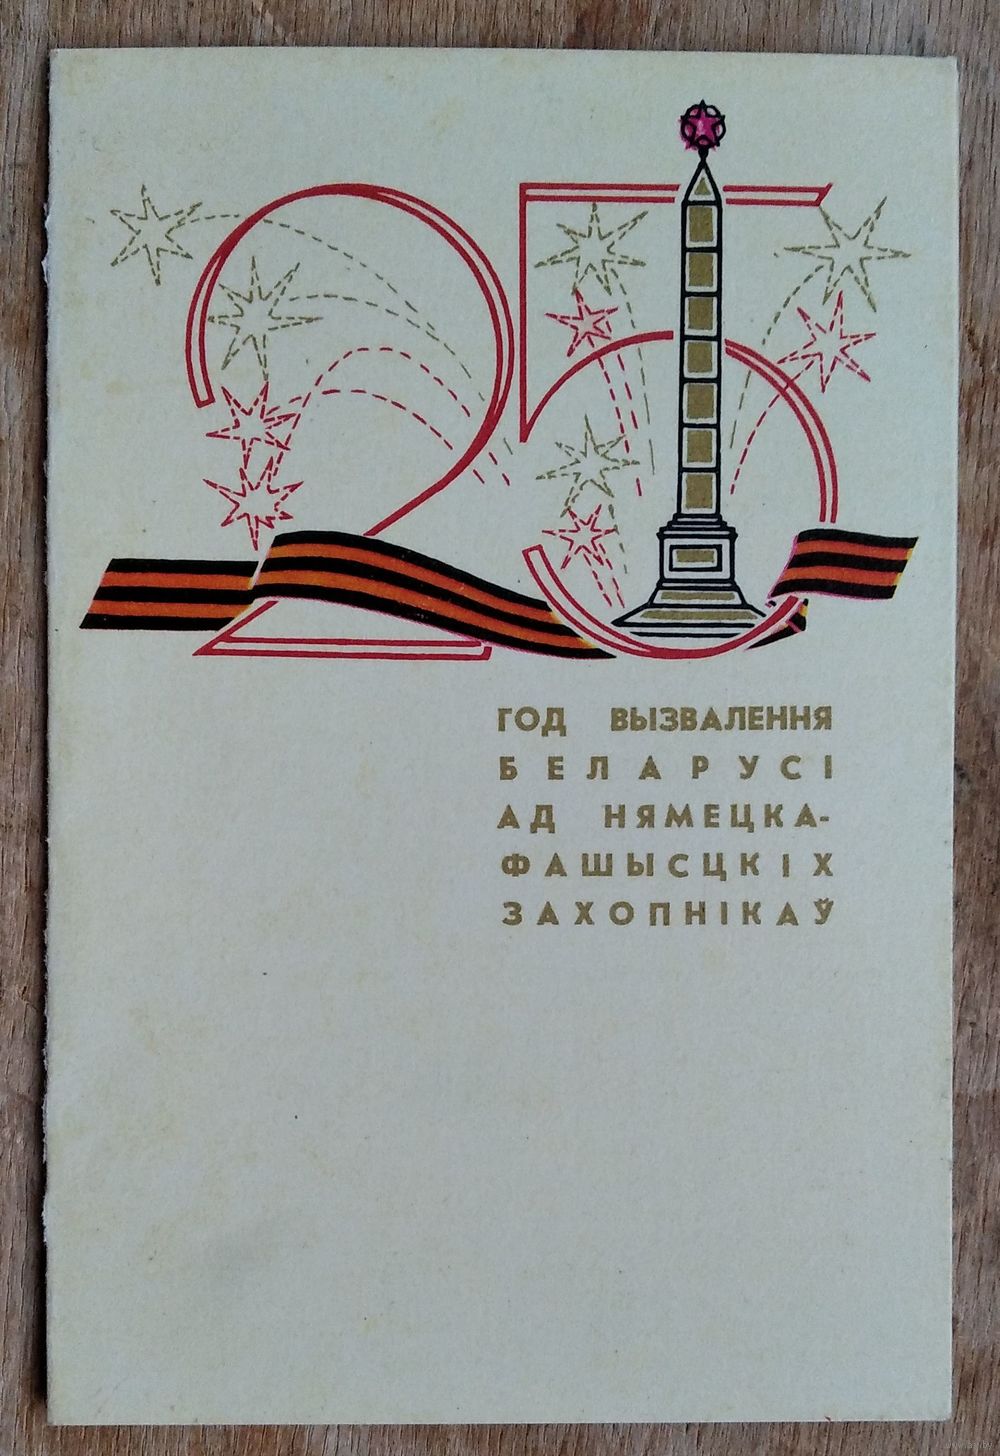 25
ГОД ВЫЗВАЛЕННЯ
БЕЛАРУСІ
АД НЯМЕЦКА-
ФАШЫСЦКІХ
ЗАХОПНІКАЎ